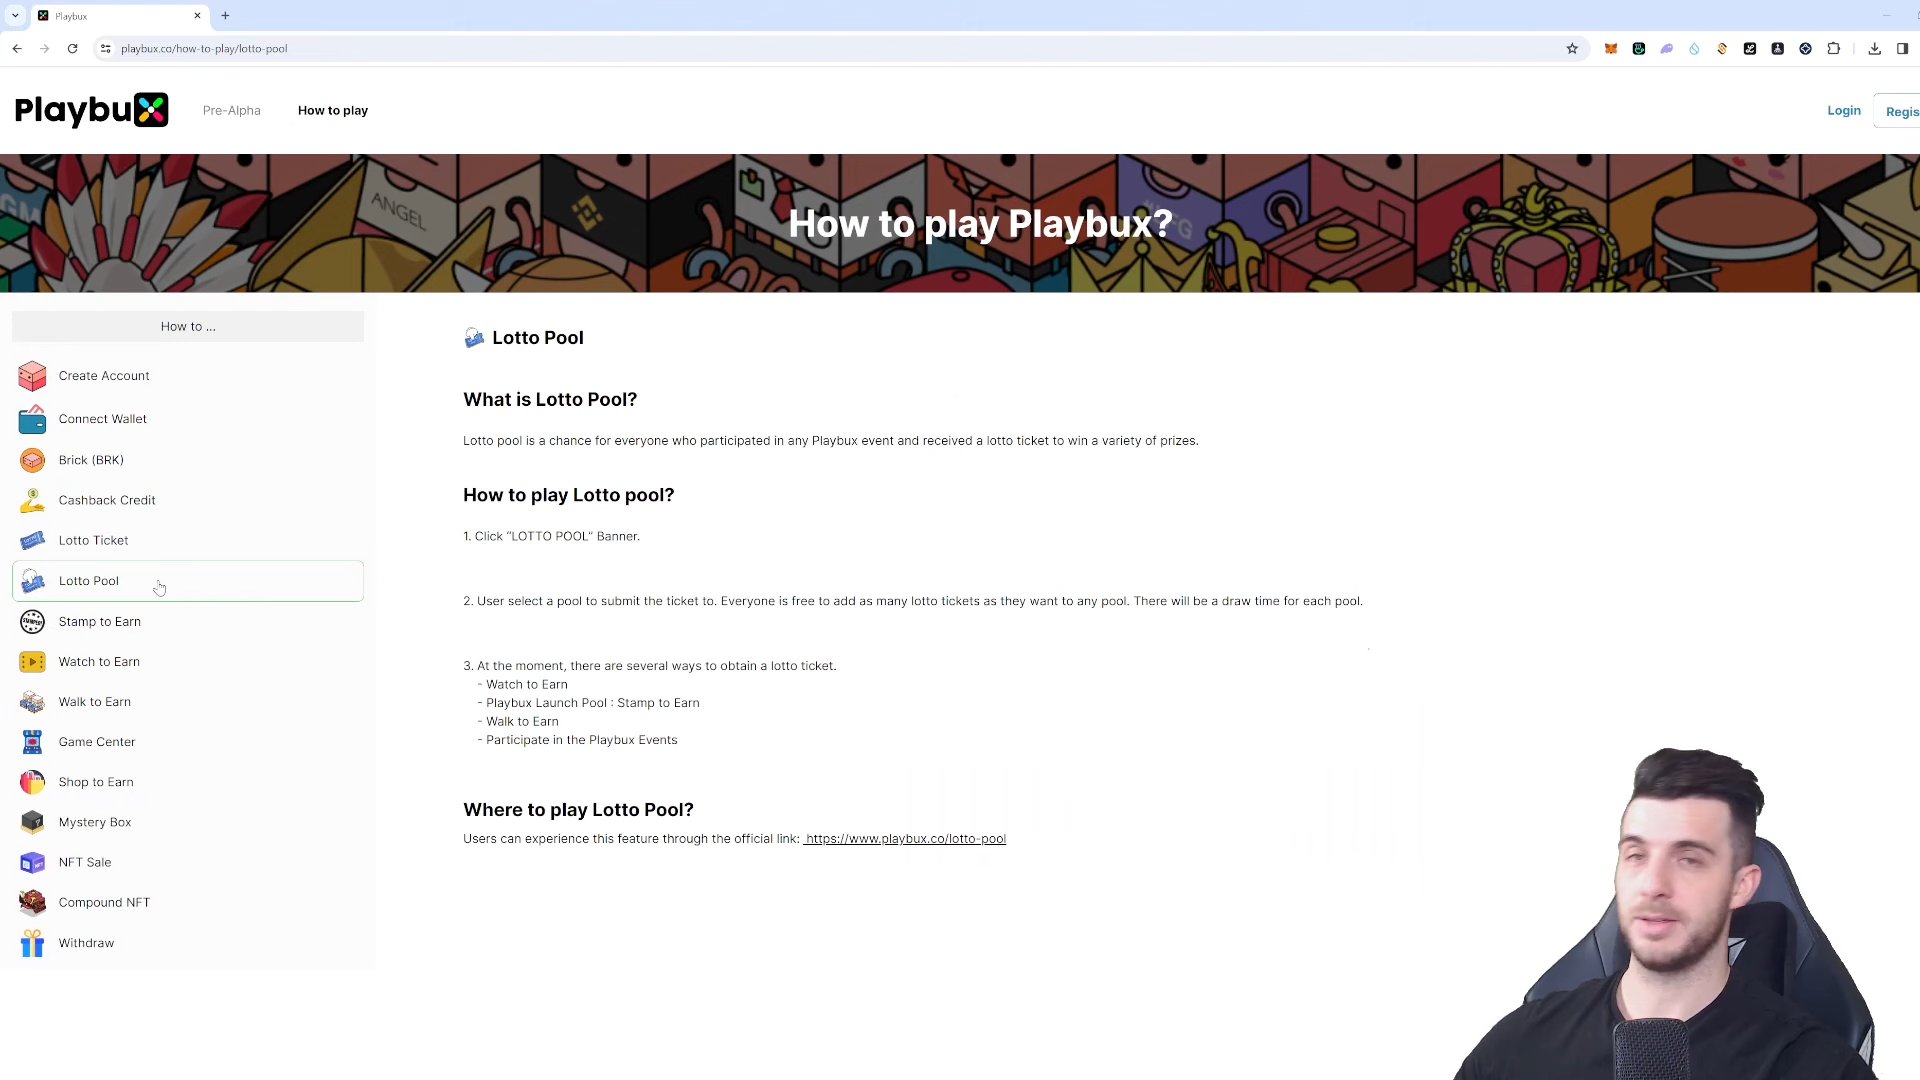 Playbux
playbux.co/how-to-play/lotto-pool
Playbux
Pre-Alpha
How to play
Login
Regis
GM
ANGEL
How to play Playbux?
How to ...
Create Account
Connect Wallet
Brick (BRK)
Cashback Credit
Lotto Ticket
Lotto Pool
Stamp to Earn
Watch to Earn
Walk to Earn
Game Center
Shop to Earn
Mystery Box
NFT Sale
Compound NFT
Withdraw
Lotto Pool
What is Lotto Pool?
Lotto pool is a chance for everyone who participated in any Playbux event and received a lotto ticket to win a variety of prizes.
How to play Lotto pool?
1. Click “LOTTO POOL” Banner.
2. User select a pool to submit the ticket to. Everyone is free to add as many lotto tickets as they want to any pool. There will be a draw time for each pool.
3. At the moment, there are several ways to obtain a lotto ticket.
- Watch to Earn
- Playbux Launch Pool : Stamp to Earn
- Walk to Earn
- Participate in the Playbux Events
Where to play Lotto Pool?
Users can experience this feature through the official link: https://www.playbux.co/lotto-pool